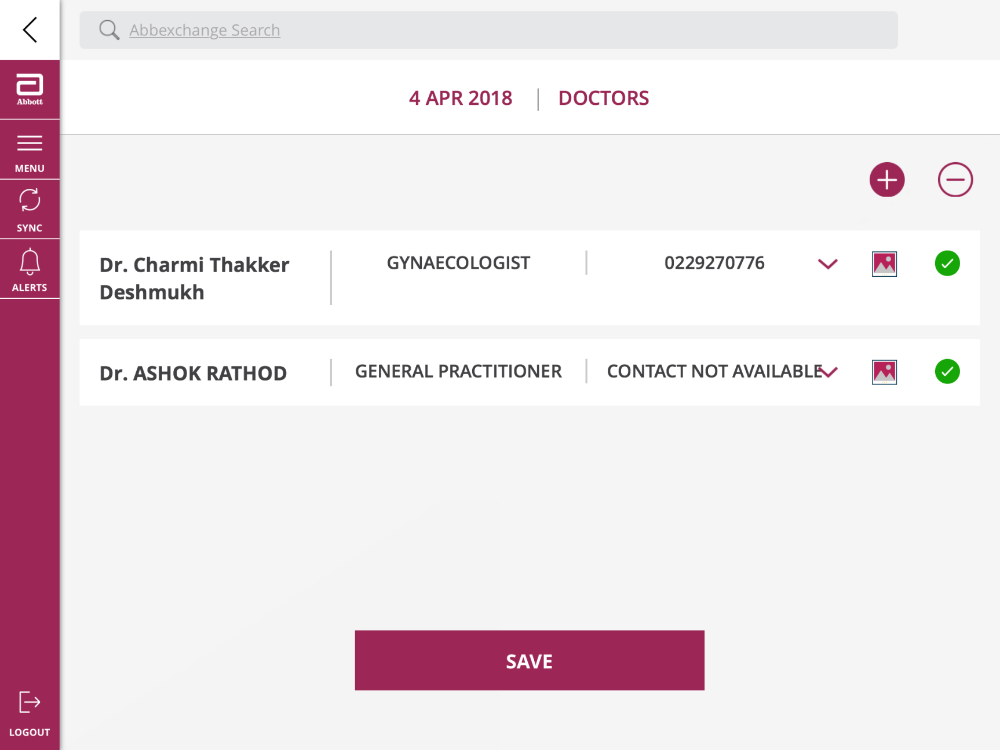 Abbexchange Search
Abbott
4 APR 2018
DOCTORS
MENU
SYNC
ALERTS
Dr. Charmi Thakker
Deshmukh
GYNAECOLOGIST
0229270776
Dr. ASHOK RATHOD
GENERAL PRACTITIONER
CONTACT NOT AVAILABLE
SAVE
LOGOUT